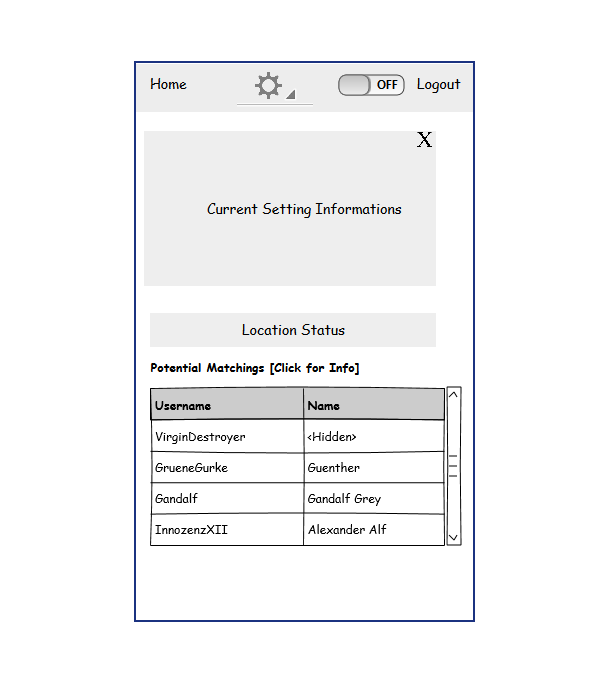 Home OFF Logout
X
Current Setting Informations
Location Status
Potential Matchings [Click for Info]
Username Name
VirginDestroyer <Hidden>
GrueneGurke Guenther
Gandalf Gandalf Grey
InnozenzXII Alexander Alf